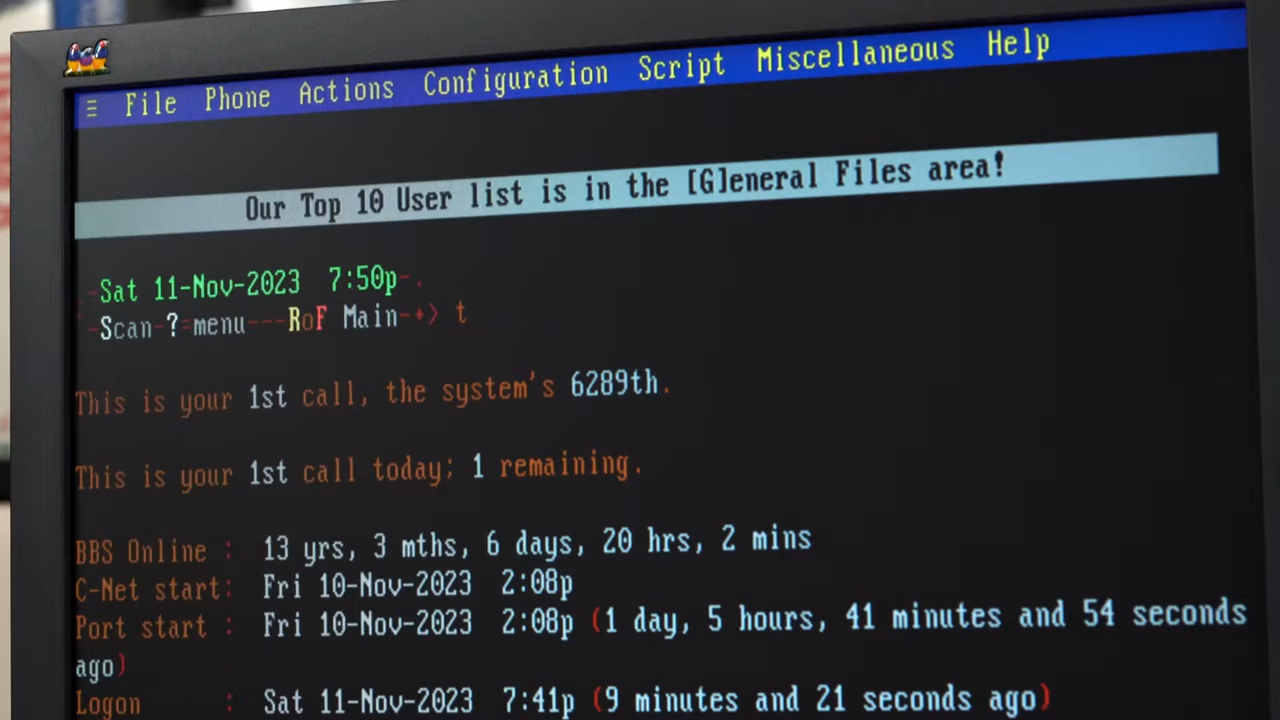 ≡ File Phone Actions Configuration Script Miscellaneous Help
Our Top 10 User list is in the [G]eneral Files area!
-Sat 11-Nov-2023 7:50p-.
-Scan-?=menu---RoF Main-+> t
This is your 1st call, the system's 6289th.
This is your 1st call today; 1 remaining.
BBS Online : 13 yrs, 3 mths, 6 days, 20 hrs, 2 mins
C-Net start: Fri 10-Nov-2023 2:08p
Port start : Fri 10-Nov-2023 2:08p (1 day, 5 hours, 41 minutes and 54 seconds
ago)
Logon : Sat 11-Nov-2023 7:41p (9 minutes and 21 seconds ago)